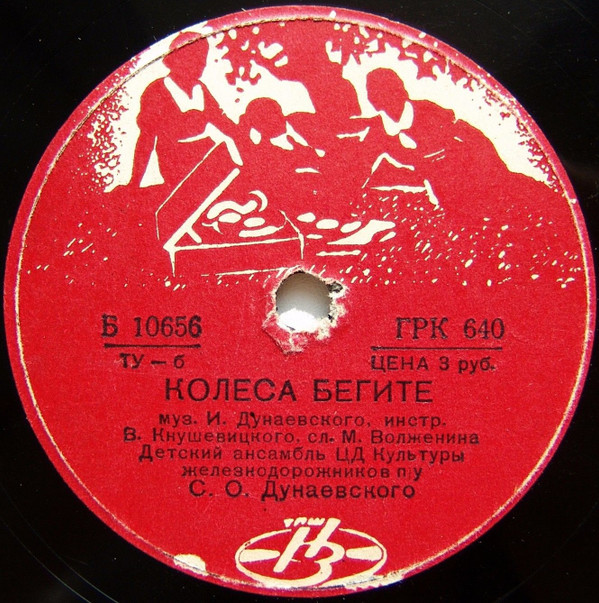 Б 10656
ГРК 640
ТУ — б
ЦЕНА 3 руб.
КОЛЕСА БЕГИТЕ
муз. И. Дунаевского, инстр.
В. Кнушевицкого, сл. М. Волженина
Детский ансамбль ЦД Культуры
железнодорожников п/у
С. О. Дунаевского
НЗ